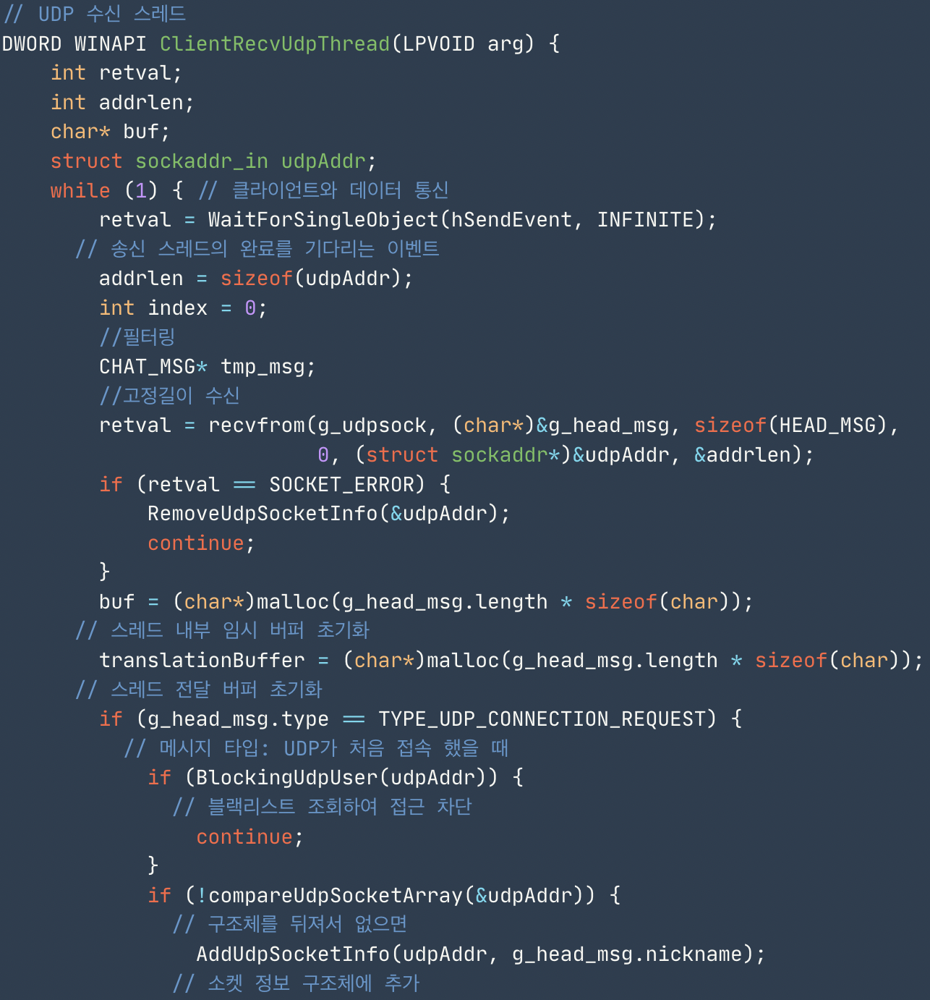 // UDP 수신 스레드
DWORD WINAPI ClientRecvUdpThread(LPVOID arg) {
    int retval;
    int addrlen;
    char* buf;
    struct sockaddr_in udpAddr;
    while (1) { // 클라이언트와 데이터 통신
        retval = WaitForSingleObject(hSendEvent, INFINITE);
      // 송신 스레드의 완료를 기다리는 이벤트
        addrlen = sizeof(udpAddr);
        int index = 0;
        //필터링
        CHAT_MSG* tmp_msg;
        //고정길이 수신
        retval = recvfrom(g_udpsock, (char*)&g_head_msg, sizeof(HEAD_MSG),
                          0, (struct sockaddr*)&udpAddr, &addrlen);
        if (retval == SOCKET_ERROR) {
            RemoveUdpSocketInfo(&udpAddr);
            continue;
        }
        buf = (char*)malloc(g_head_msg.length * sizeof(char));
      // 스레드 내부 임시 버퍼 초기화
        translationBuffer = (char*)malloc(g_head_msg.length * sizeof(char));
      // 스레드 전달 버퍼 초기화
        if (g_head_msg.type == TYPE_UDP_CONNECTION_REQUEST) {
          // 메시지 타입: UDP가 처음 접속 했을 때
            if (BlockingUdpUser(udpAddr)) {
              // 블랙리스트 조회하여 접근 차단
                continue;
            }
            if (!compareUdpSocketArray(&udpAddr)) {
              // 구조체를 뒤져서 없으면
                AddUdpSocketInfo(udpAddr, g_head_msg.nickname);
              // 소켓 정보 구조체에 추가